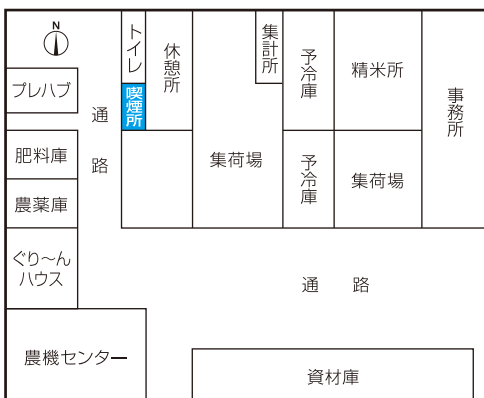 N
トイレ
休憩所
集計所
予冷庫
精米所
事務所
プレハブ
喫煙所
通路
肥料庫
集荷場
予冷庫
集荷場
農薬庫
ぐり〜ん
ハウス
通路
農機センター
資材庫